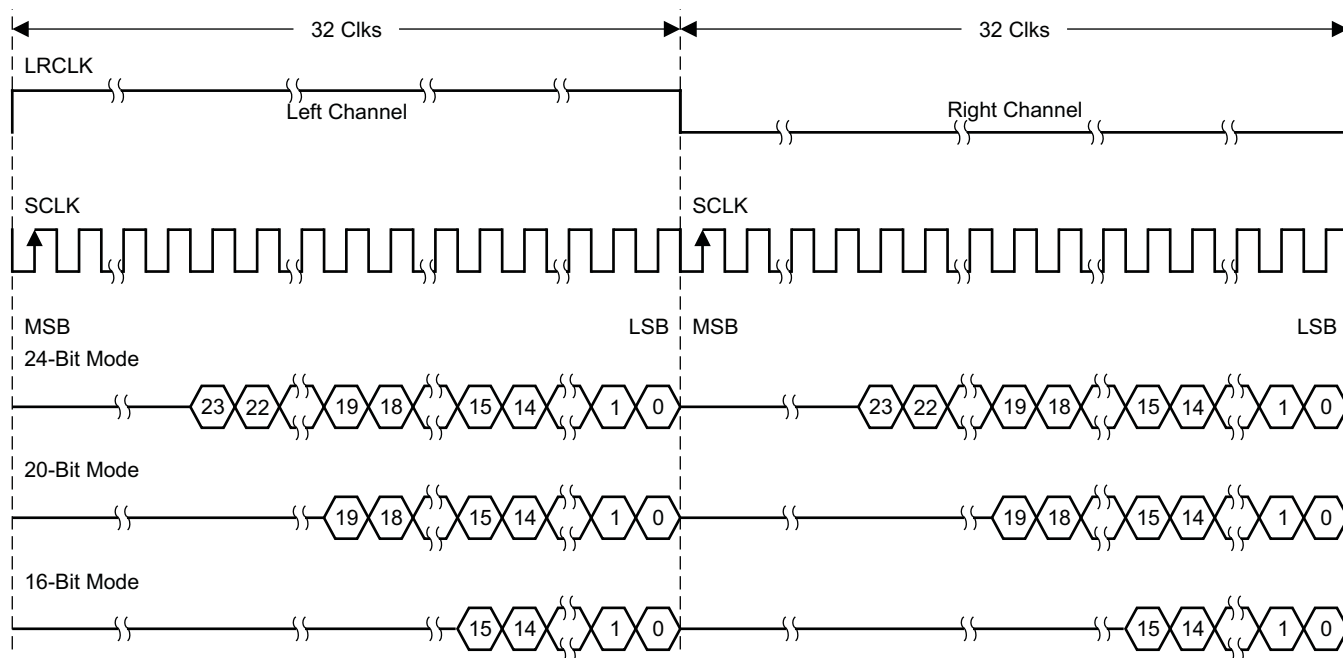 32 Clks 32 Clks
LRCLK
Left Channel Right Channel
SCLK SCLK
MSB LSB MSB LSB
24-Bit Mode
23 22 19 18 15 14 1 0 23 22 19 18 15 14 1 0
20-Bit Mode
19 18 15 14 1 0 19 18 15 14 1 0
16-Bit Mode
15 14 1 0 15 14 1 0